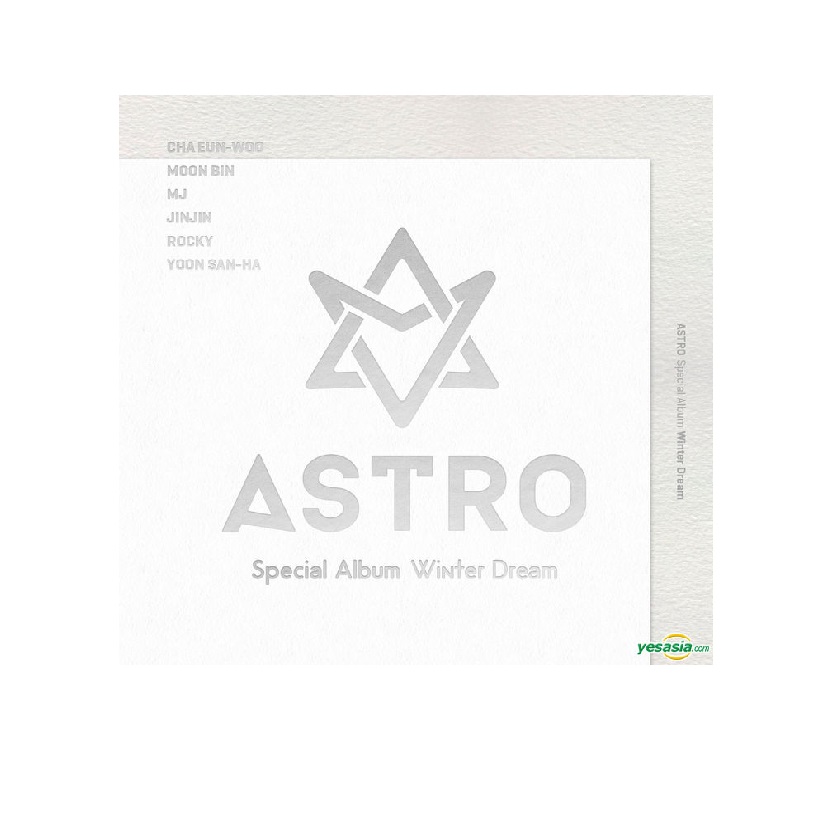 CHA EUN-WOO
MOON BIN
MJ
JINJIN
ROCKY
YOON SAN-HA
ASTRO
Special Album Winter Dream
ASTRO Special Album Winter Dream
yesasia.com